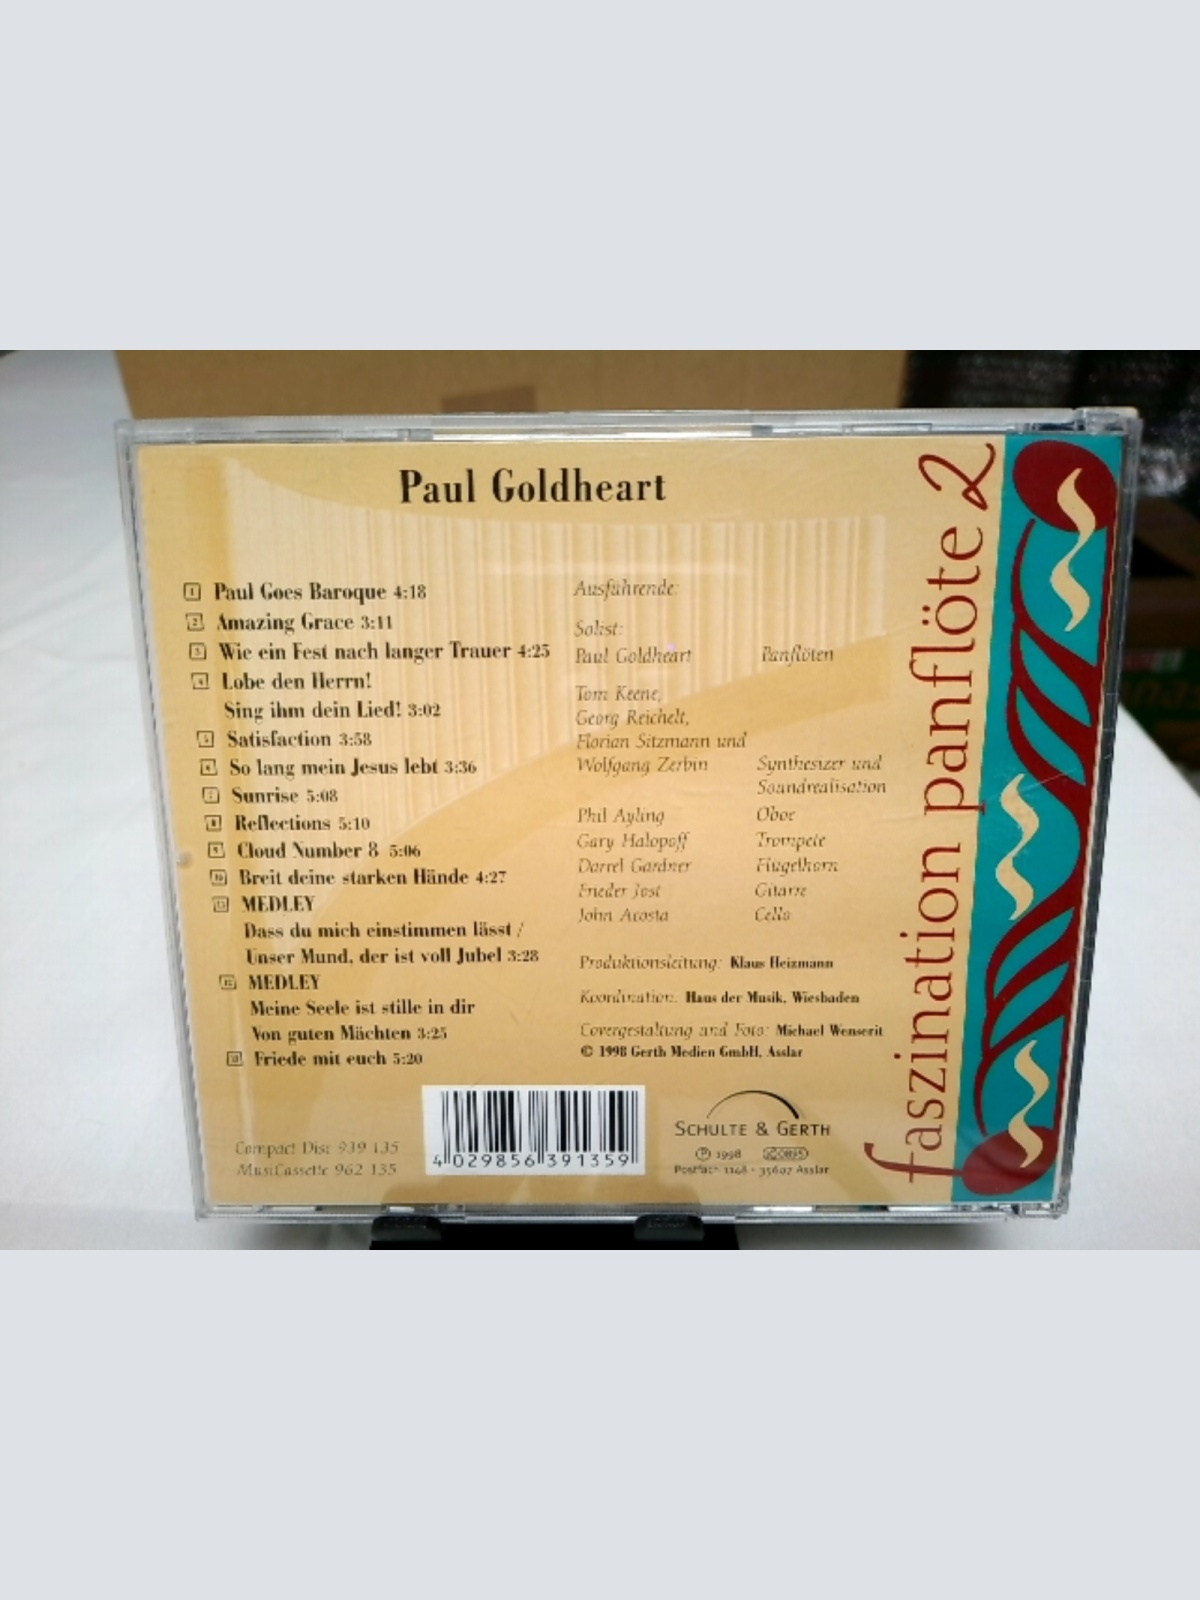 Paul Goldheart
1 Paul Goes Baroque 4:18
2 Amazing Grace 3:11
3 Wie ein Fest nach langer Trauer 4:25
4 Lobe den Herrn!
Sing ihm dein Lied! 3:02
5 Satisfaction 3:58
6 So lang mein Jesus lebt 3:36
7 Sunrise 5:08
8 Reflections 5:10
9 Cloud Number 8 5:06
10 Breit deine starken Hände 4:27
11 MEDLEY
Dass du mich einstimmen lässt /
Unser Mund, der ist voll Jubel 3:28
12 MEDLEY
Meine Seele ist stille in dir
Von guten Mächten 3:25
13 Friede mit euch 5:20
Ausführende:
Solist:
Paul Goldheart Panflöten
Tom Keene,
Georg Reichelt,
Florian Sitzmann und
Wolfgang Zerbin Synthesizer und
Soundrealisation
Phil Ayling Oboe
Gary Halopoff Trompete
Darrel Gardner Flügelhorn
Frieder Jost Gitarre
John Acosta Cello
Produktionsleitung: Klaus Heizmann
Koordination: Haus der Musik, Wiesbaden
Covergestaltung und Foto: Michael Wenserit
© 1998 Gerth Medien GmbH, Asslar
Compact Disc 939 135
MusiCassette 962 135
4 029856 391359
SCHULTE & GERTH
℗ 1998
Postfach 1148 · 35607 Asslar
faszination panflöte 2